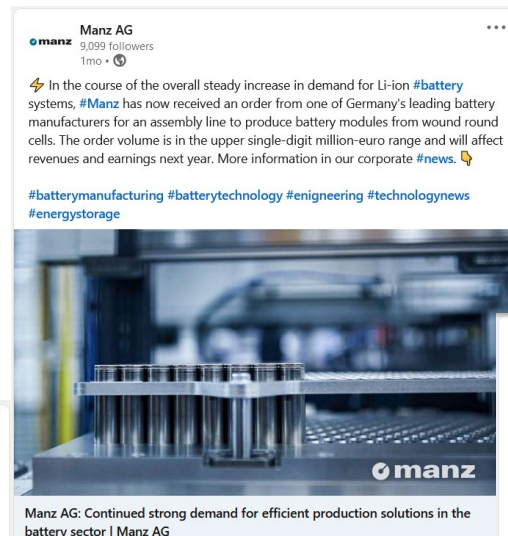 Manz AG
manz
9,099 followers
1mo •
In the course of the overall steady increase in demand for Li-ion #battery
systems, #Manz has now received an order from one of Germany's leading battery
manufacturers for an assembly line to produce battery modules from wound round
cells. The order volume is in the upper single-digit million-euro range and will affect
revenues and earnings next year. More information in our corporate #news.
#batterymanufacturing #batterytechnology #enigneering #technologynews
#energystorage
manz
Manz AG: Continued strong demand for efficient production solutions in the
battery sector | Manz AG